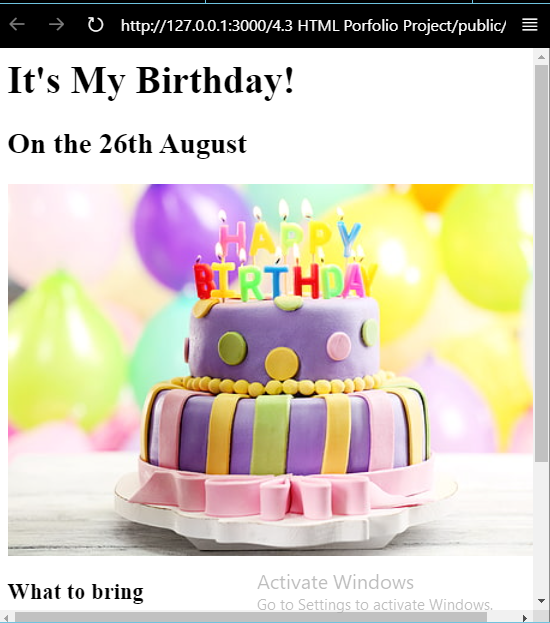 http://127.0.0.1:3000/4.3 HTML Porfolio Project/public/
It's My Birthday!
On the 26th August
HAPPY
BIRTHDAY
What to bring
Activate Windows
Go to Settings to activate Windows.